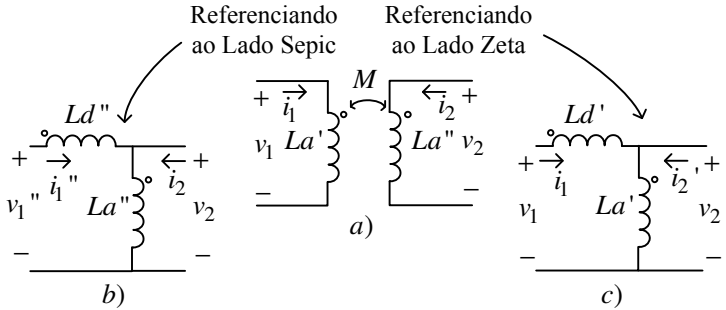 Referenciando
ao Lado Sepic
Referenciando
ao Lado Zeta
M
+ i1 i2 +
v1 La' La" v2
− −
a)
Ld"
+ i1" i2 +
v1" La" v2
− −
b)
Ld'
+ i1 i2' +
v1 La' v2
− −
c)